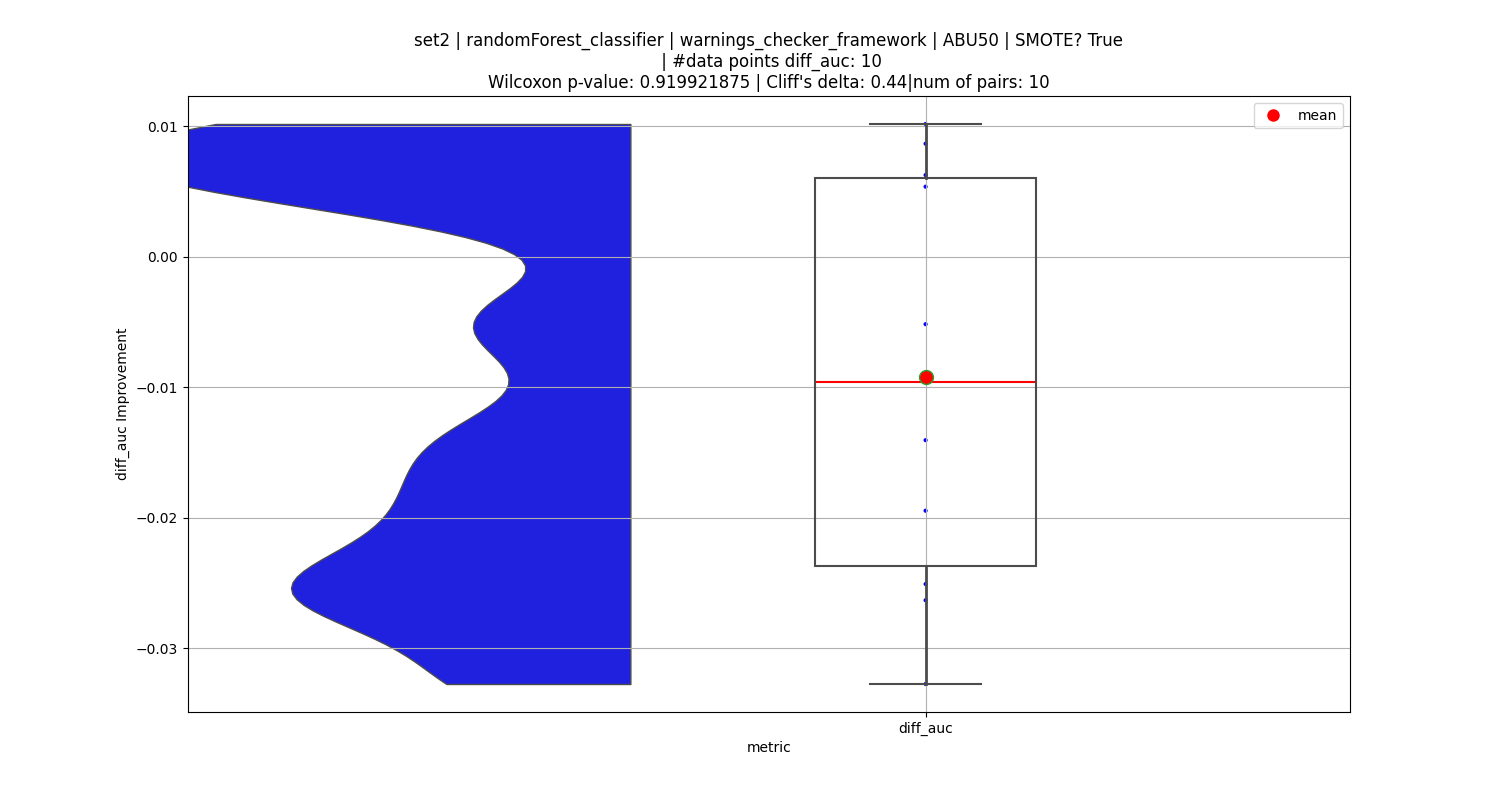 set2 | randomForest_classifier | warnings_checker_framework | ABU50 | SMOTE? True
| #data points diff_auc: 10
Wilcoxon p-value: 0.919921875 | Cliff's delta: 0.44|num of pairs: 10
mean
0.01
0.00
−0.01
−0.02
−0.03
diff_auc Improvement
diff_auc
metric